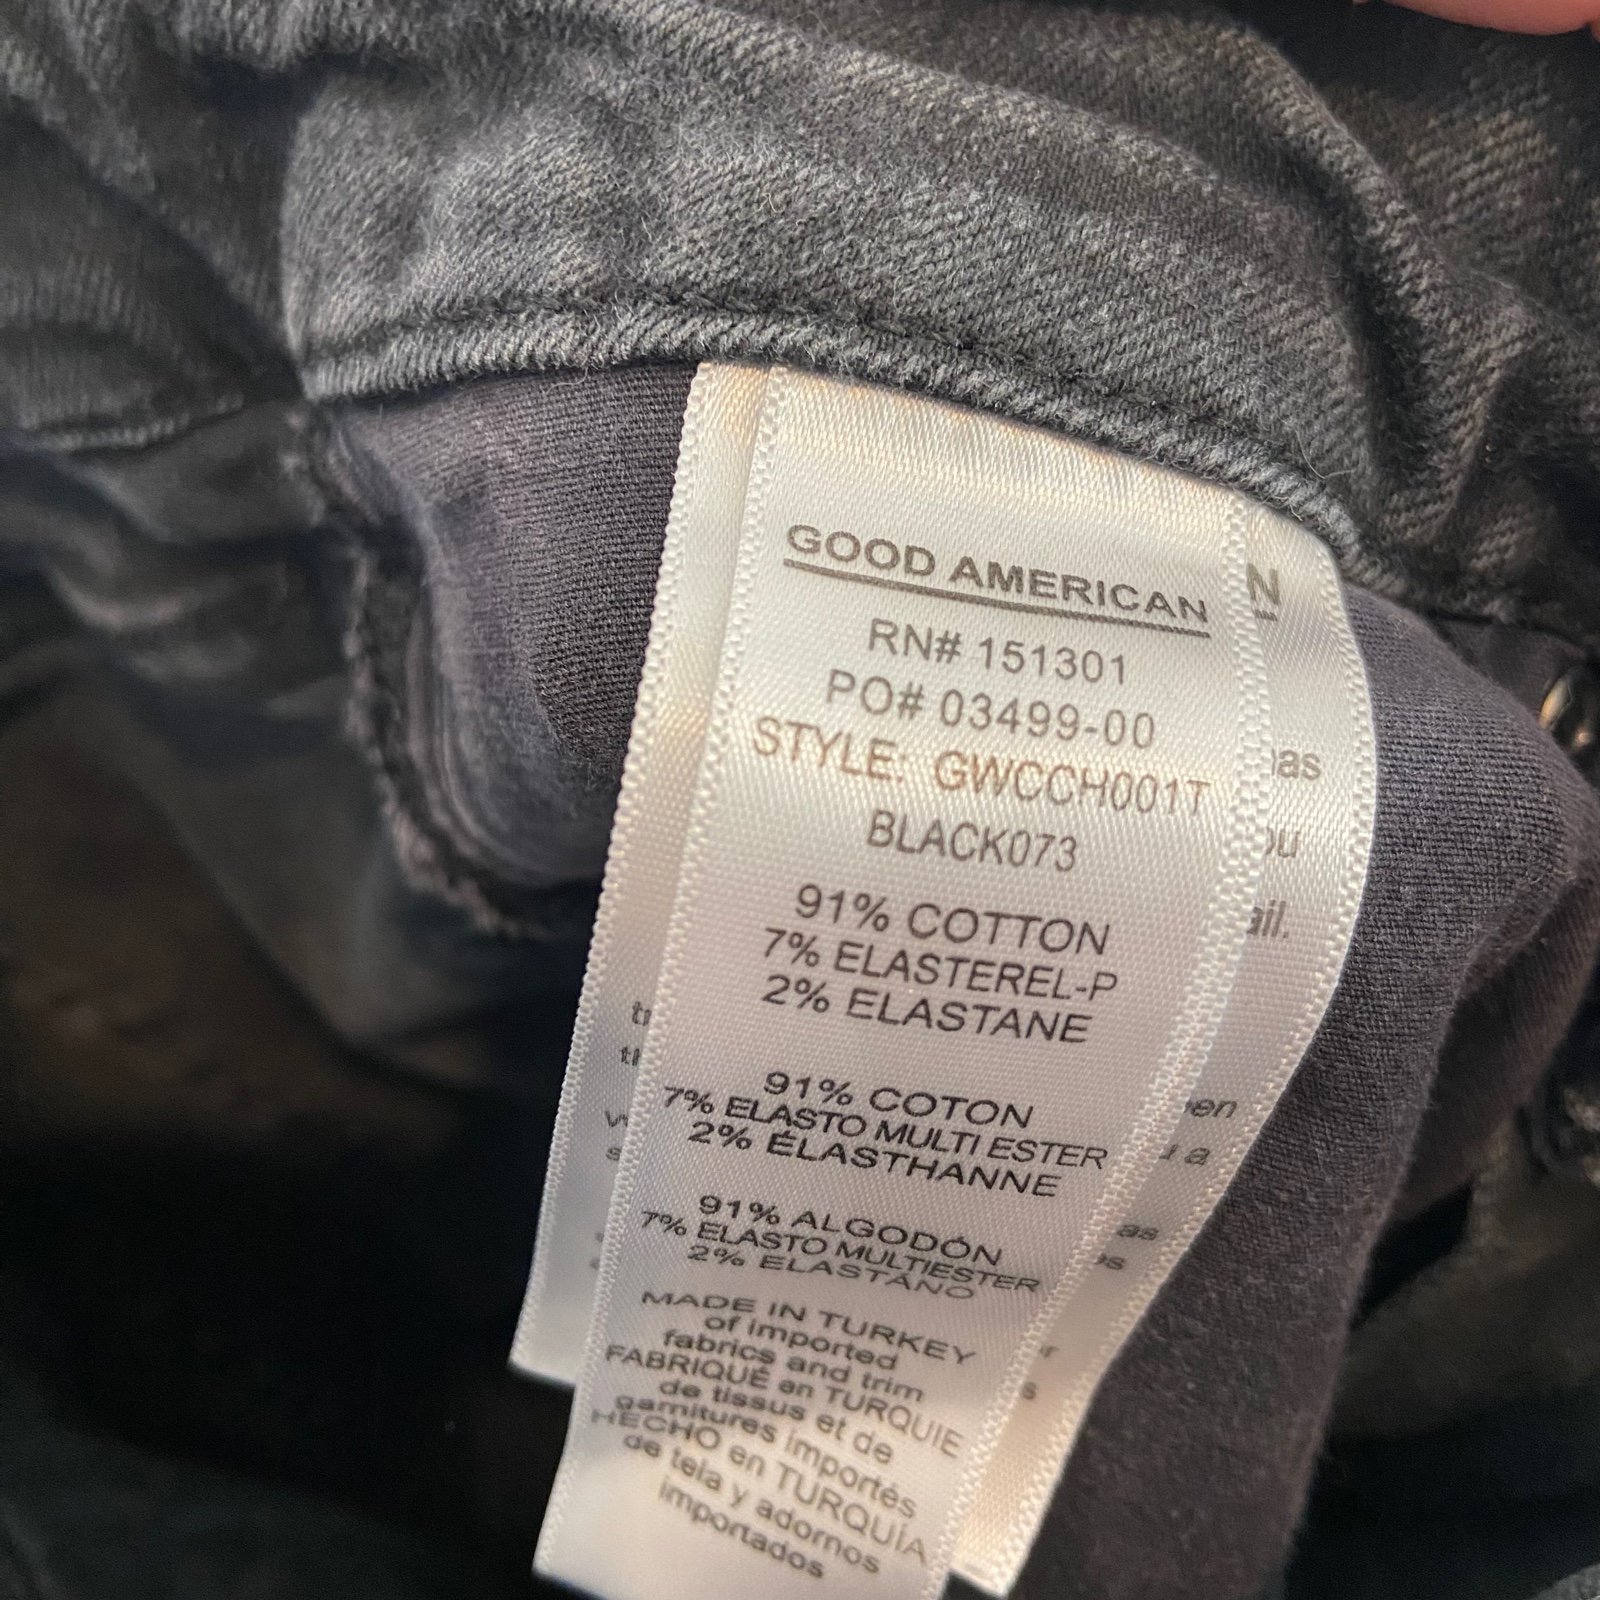 GOOD AMERICAN
RN# 151301
PO# 03499-00
STYLE: GWCCH001T
BLACK073
91% COTTON
7% ELASTEREL-P
2% ELASTANE
91% COTON
7% ELASTO MULTI ESTER
2% ÉLASTHANNE
91% ALGODÓN
7% ELASTO MULTIESTER
2% ELASTANO
MADE IN TURKEY
of imported
fabrics and trim
FABRIQUÉ en TURQUIE
de tissus et de
garnitures importés
HECHO en TURQUÍA
de tela y adornos
importados